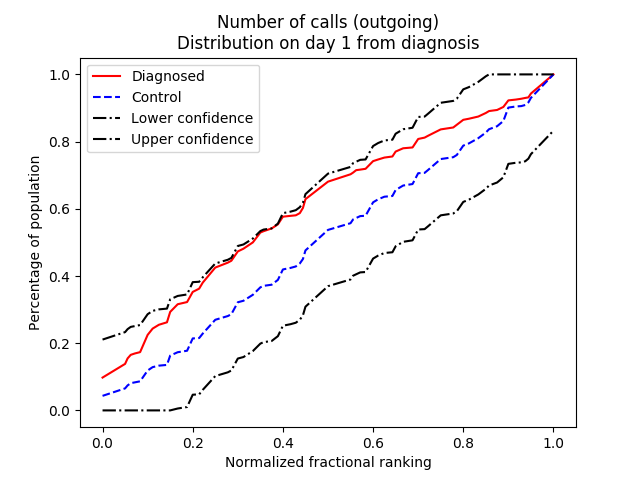 Number of calls (outgoing)
Distribution on day 1 from diagnosis
Diagnosed
Control
Lower confidence
Upper confidence
Percentage of population
1.0
0.8
0.6
0.4
0.2
0.0
0.0 0.2 0.4 0.6 0.8 1.0
Normalized fractional ranking